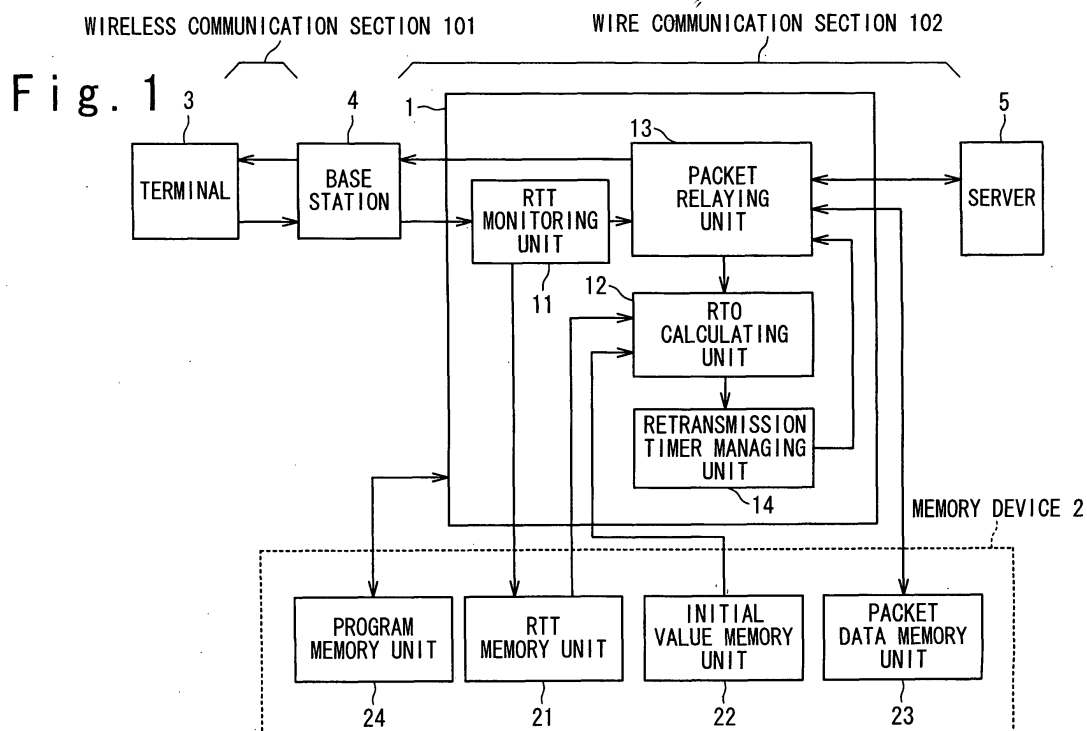 WIRELESS COMMUNICATION SECTION 101
WIRE COMMUNICATION SECTION 102
Fig. 1
3
4
1
13
5
TERMINAL
BASE
STATION
RTT
MONITORING
UNIT
11
PACKET
RELAYING
UNIT
SERVER
12
RTO
CALCULATING
UNIT
RETRANSMISSION
TIMER MANAGING
UNIT
14
MEMORY DEVICE 2
PROGRAM
MEMORY UNIT
RTT
MEMORY UNIT
INITIAL
VALUE MEMORY
UNIT
PACKET
DATA MEMORY
UNIT
24
21
22
23